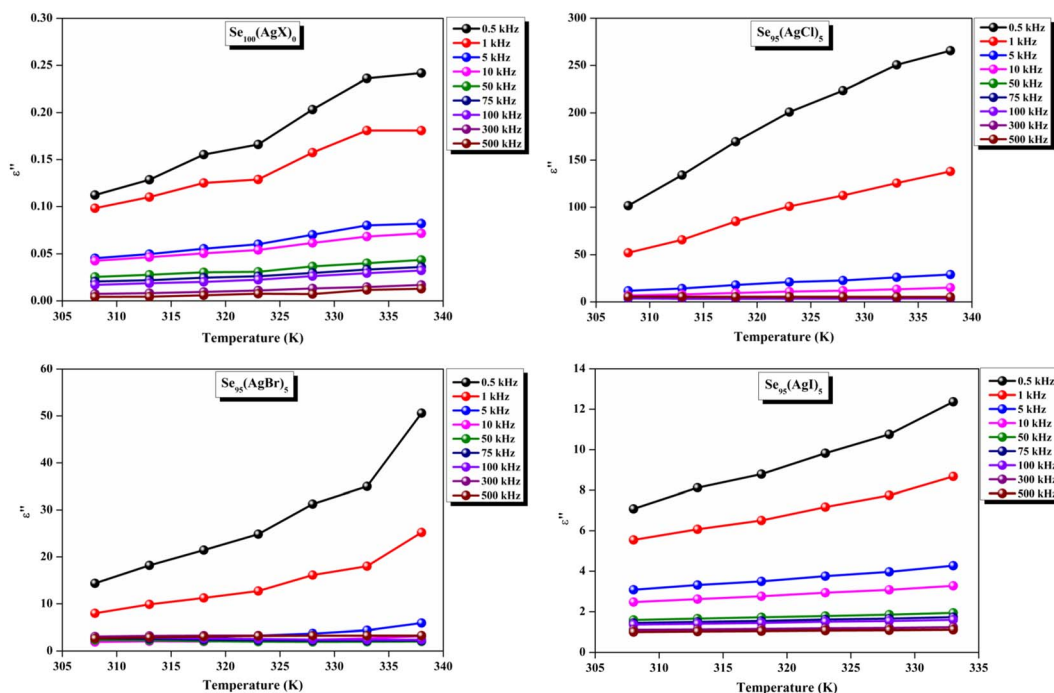 Se100(AgX)0
0.5 kHz
1 kHz
5 kHz
10 kHz
50 kHz
75 kHz
100 kHz
300 kHz
500 kHz
0.30
0.25
0.20
0.15
0.10
0.05
0.00
ε"
305 310 315 320 325 330 335 340
Temperature (K)
Se95(AgCl)5
0.5 kHz
1 kHz
5 kHz
10 kHz
50 kHz
75 kHz
100 kHz
300 kHz
500 kHz
300
250
200
150
100
50
0
ε"
305 310 315 320 325 330 335 340
Temperature (K)
Se95(AgBr)5
0.5 kHz
1 kHz
5 kHz
10 kHz
50 kHz
75 kHz
100 kHz
300 kHz
500 kHz
60
50
40
30
20
10
0
ε"
305 310 315 320 325 330 335 340
Temperature (K)
Se95(AgI)5
0.5 kHz
1 kHz
5 kHz
10 kHz
50 kHz
75 kHz
100 kHz
300 kHz
500 kHz
14
12
10
8
6
4
2
0
ε"
305 310 315 320 325 330 335
Temperature (K)